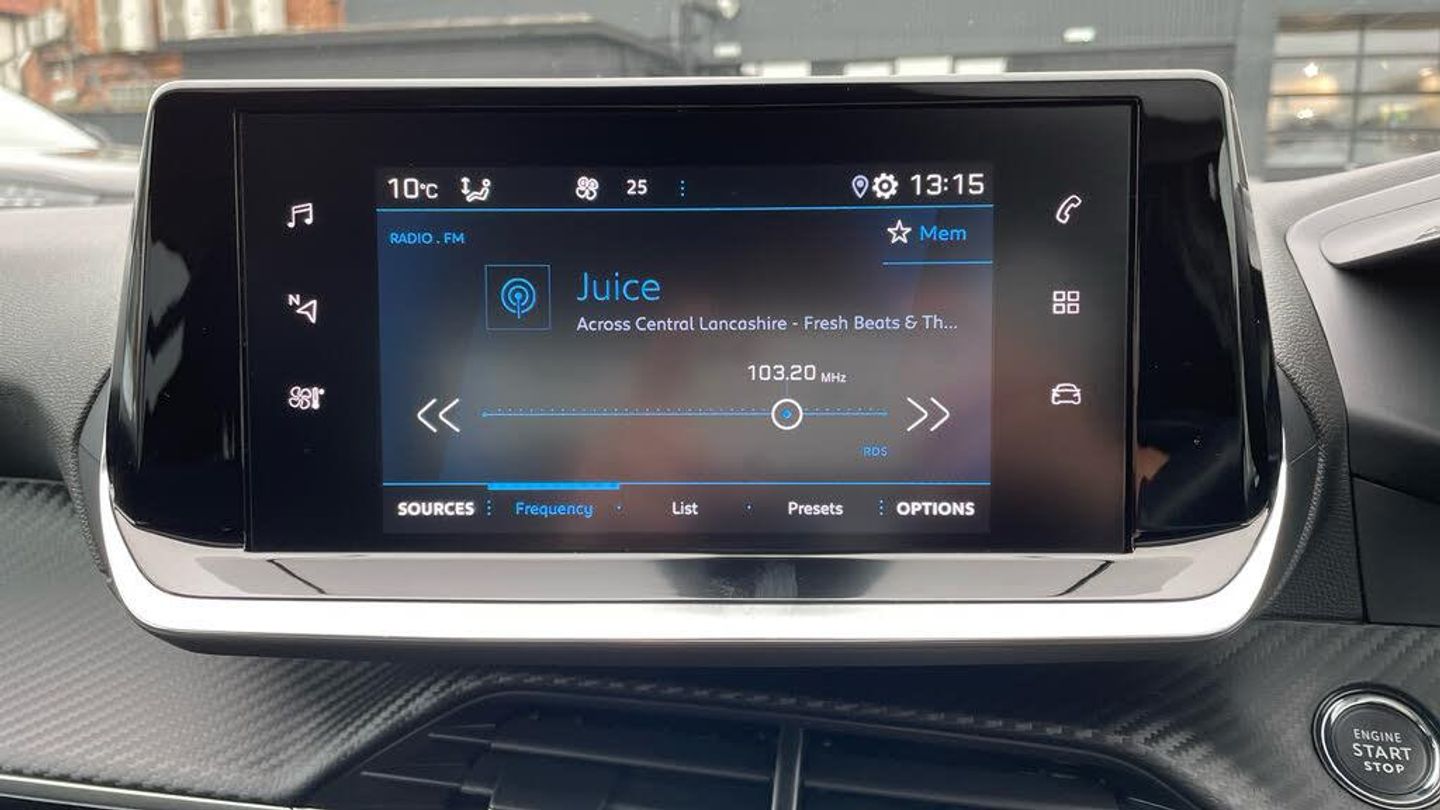 10°C 25 13:15
RADIO . FM
Mem
Juice
Across Central Lancashire - Fresh Beats & Th...
N
103.20 MHz
RDS
SOURCES Frequency List Presets OPTIONS
ENGINE
START
STOP